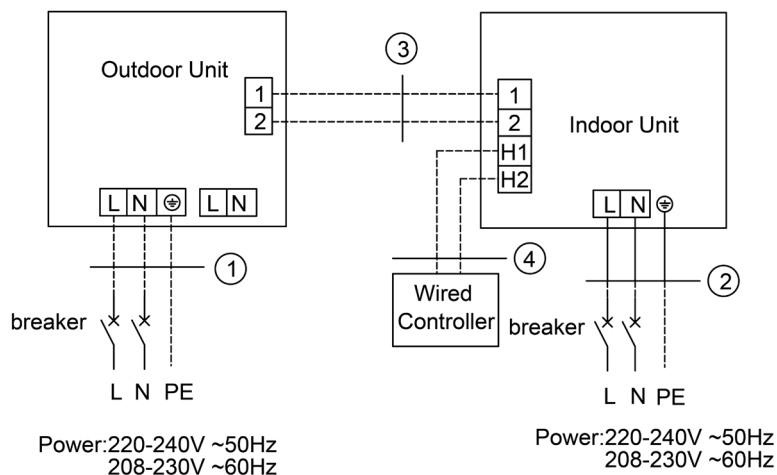 3
Outdoor Unit
1
2
1
2
H1
H2
Indoor Unit
L N
L N
L N
1
4
2
Wired
Controller
breaker
breaker
L N PE
L N PE
Power:220-240V ~50Hz
208-230V ~60Hz
Power:220-240V ~50Hz
208-230V ~60Hz